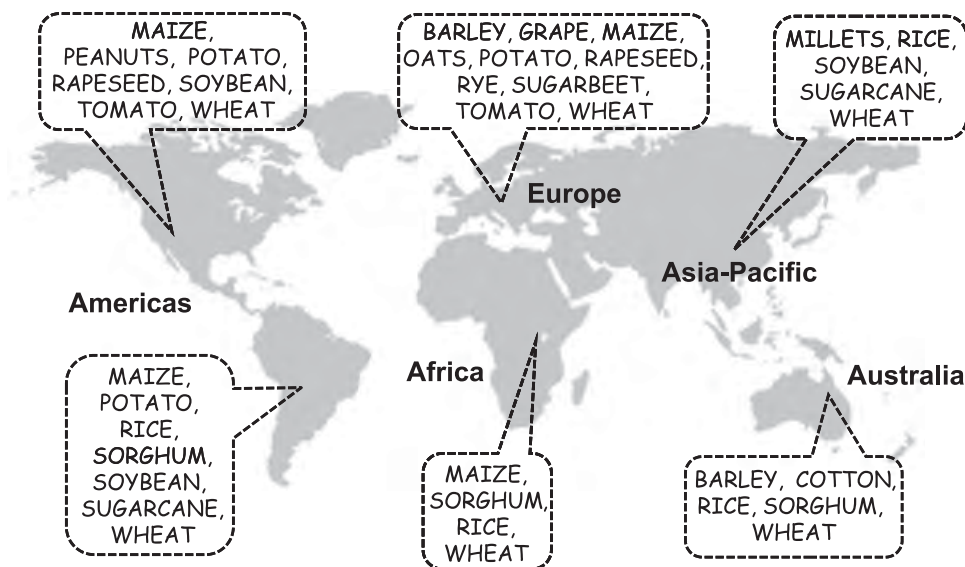 MAIZE,
PEANUTS, POTATO,
RAPESEED, SOYBEAN,
TOMATO, WHEAT
BARLEY, GRAPE, MAIZE,
OATS, POTATO, RAPESEED,
RYE, SUGARBEET,
TOMATO, WHEAT
MILLETS, RICE,
SOYBEAN,
SUGARCANE,
WHEAT
Europe
Asia-Pacific
Americas
Africa
Australia
MAIZE,
POTATO,
RICE,
SORGHUM,
SOYBEAN,
SUGARCANE,
WHEAT
MAIZE,
SORGHUM,
RICE,
WHEAT
BARLEY, COTTON,
RICE, SORGHUM,
WHEAT